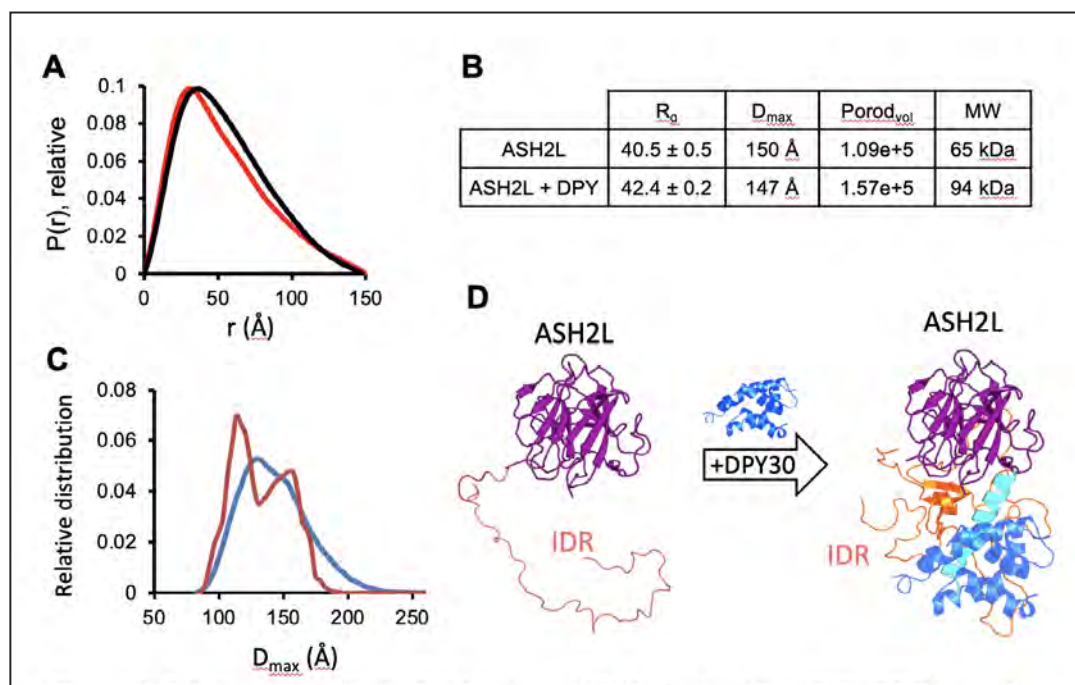 A
P(r), relative
0.1
0.08
0.06
0.04
0.02
0
0 50 100 150
r (Å)
B
Rg Dmax Porodvol MW
ASH2L 40.5 ± 0.5 150 Å 1.09e+5 65 kDa
ASH2L + DPY 42.4 ± 0.2 147 Å 1.57e+5 94 kDa
C
Relative distribution
0.08
0.06
0.04
0.02
0
50 100 150 200 250
Dmax (Å)
D
ASH2L
IDR
+DPY30
ASH2L
IDR